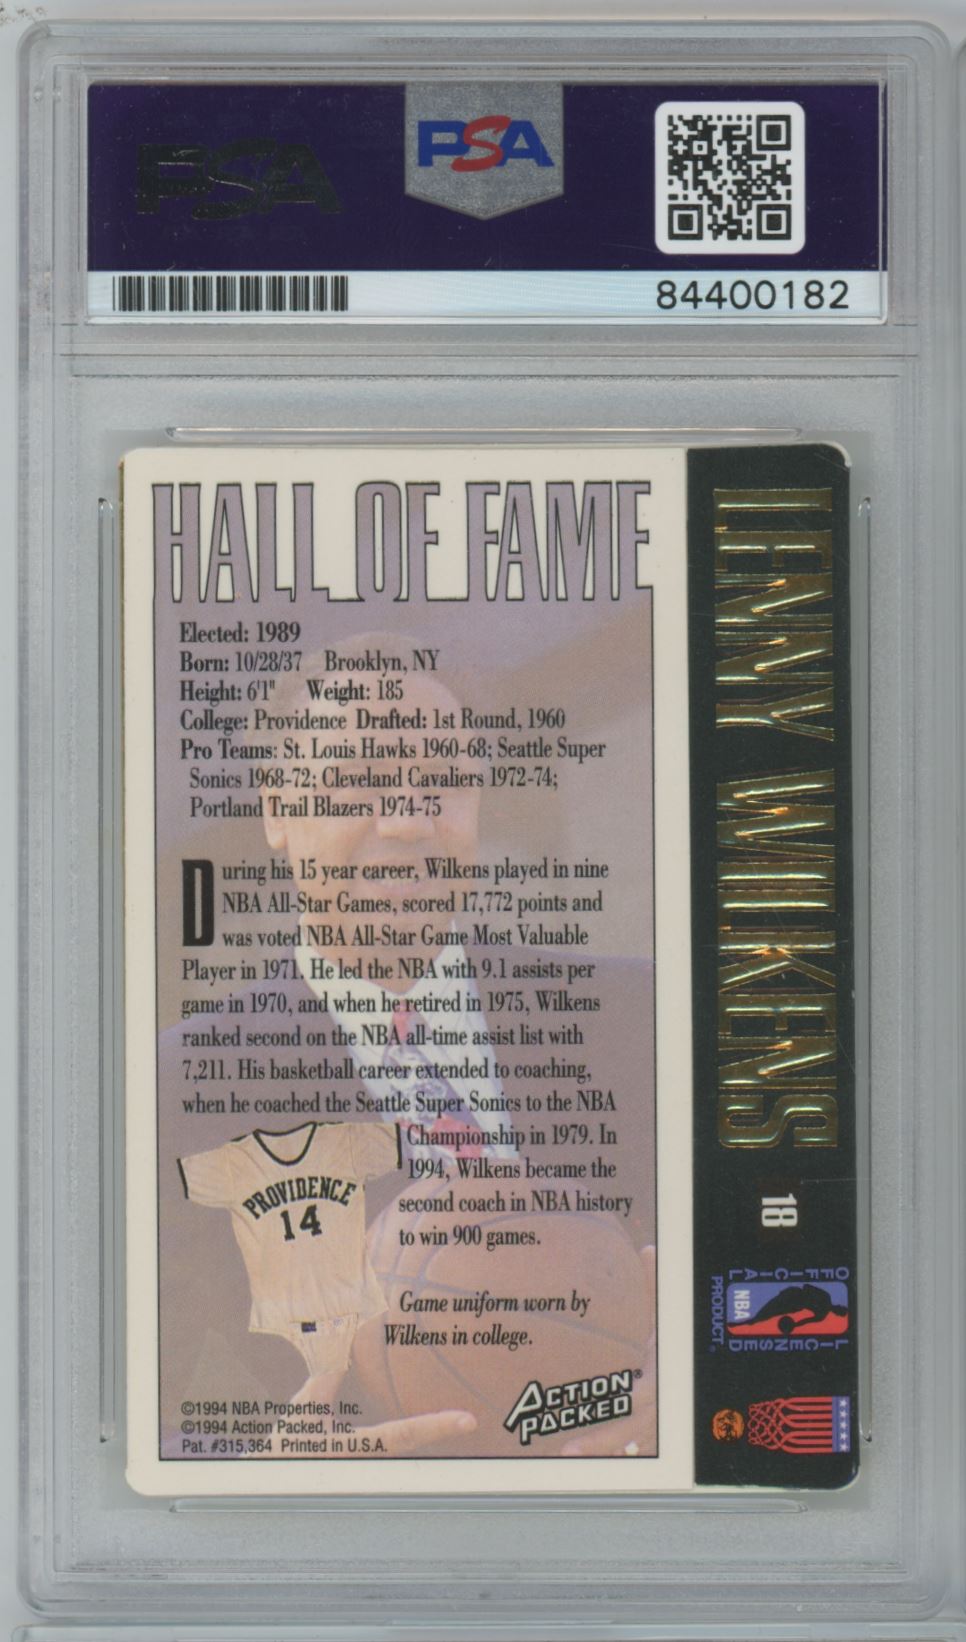 PSA
PSA
84400182
HALL OF FAME
Elected: 1989
Born: 10/28/37 Brooklyn, NY
Height: 6'1" Weight: 185
College: Providence Drafted: 1st Round, 1960
Pro Teams: St. Louis Hawks 1960-68; Seattle Super
Sonics 1968-72; Cleveland Cavaliers 1972-74;
Portland Trail Blazers 1974-75
During his 15 year career, Wilkens played in nine
NBA All-Star Games, scored 17,772 points and
was voted NBA All-Star Game Most Valuable
Player in 1971. He led the NBA with 9.1 assists per
game in 1970, and when he retired in 1975, Wilkens
ranked second on the NBA all-time assist list with
7,211. His basketball career extended to coaching,
when he coached the Seattle Super Sonics to the NBA
Championship in 1979. In
1994, Wilkens became the
second coach in NBA history
to win 900 games.
PROVIDENCE
14
Game uniform worn by
Wilkens in college.
©1994 NBA Properties, Inc.
©1994 Action Packed, Inc.
Pat. #315,364 Printed in U.S.A.
ACTION
PACKED®
LENNY WILKENS
18
OFFICIAL
LICENSED
NBA
PRODUCT®